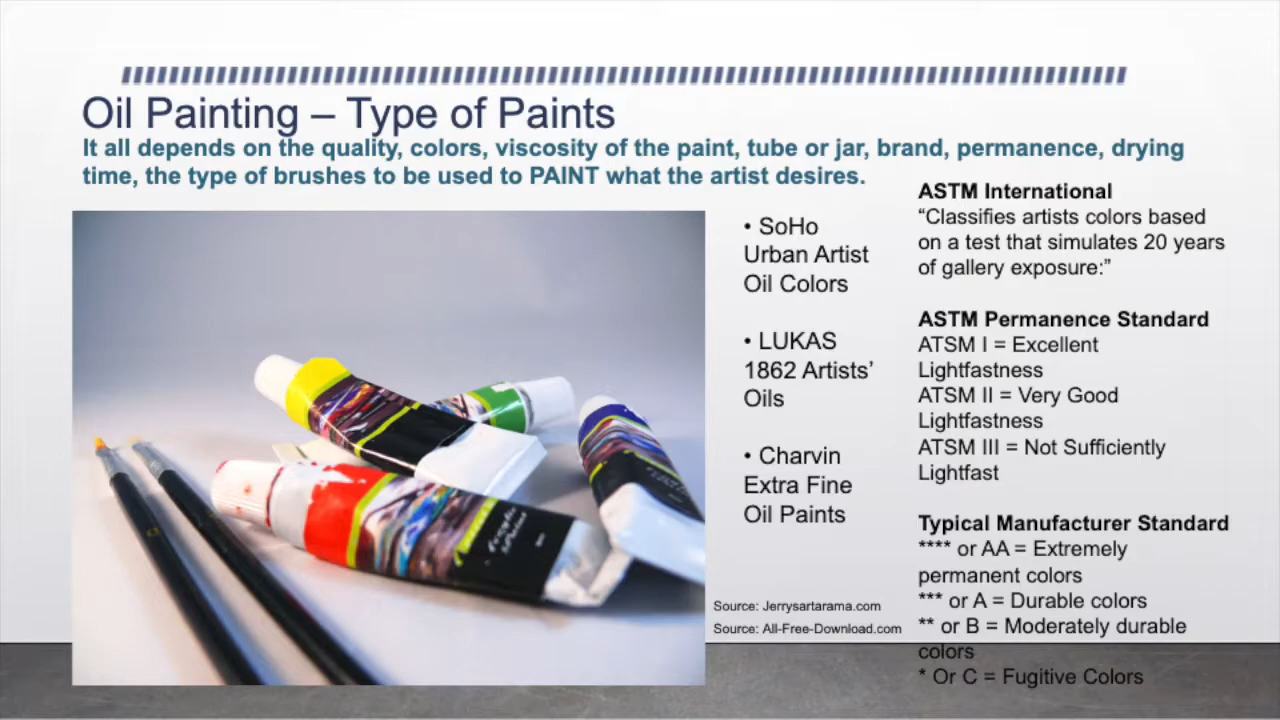 Oil Painting – Type of Paints
It all depends on the quality, colors, viscosity of the paint, tube or jar, brand, permanence, drying
time, the type of brushes to be used to PAINT what the artist desires.
• SoHo
Urban Artist
Oil Colors
• LUKAS
1862 Artists’
Oils
• Charvin
Extra Fine
Oil Paints
Source: Jerrysartarama.com
Source: All-Free-Download.com
ASTM International
“Classifies artists colors based
on a test that simulates 20 years
of gallery exposure:”
ASTM Permanence Standard
ATSM I = Excellent
Lightfastness
ATSM II = Very Good
Lightfastness
ATSM III = Not Sufficiently
Lightfast
Typical Manufacturer Standard
**** or AA = Extremely
permanent colors
*** or A = Durable colors
** or B = Moderately durable
colors
* Or C = Fugitive Colors